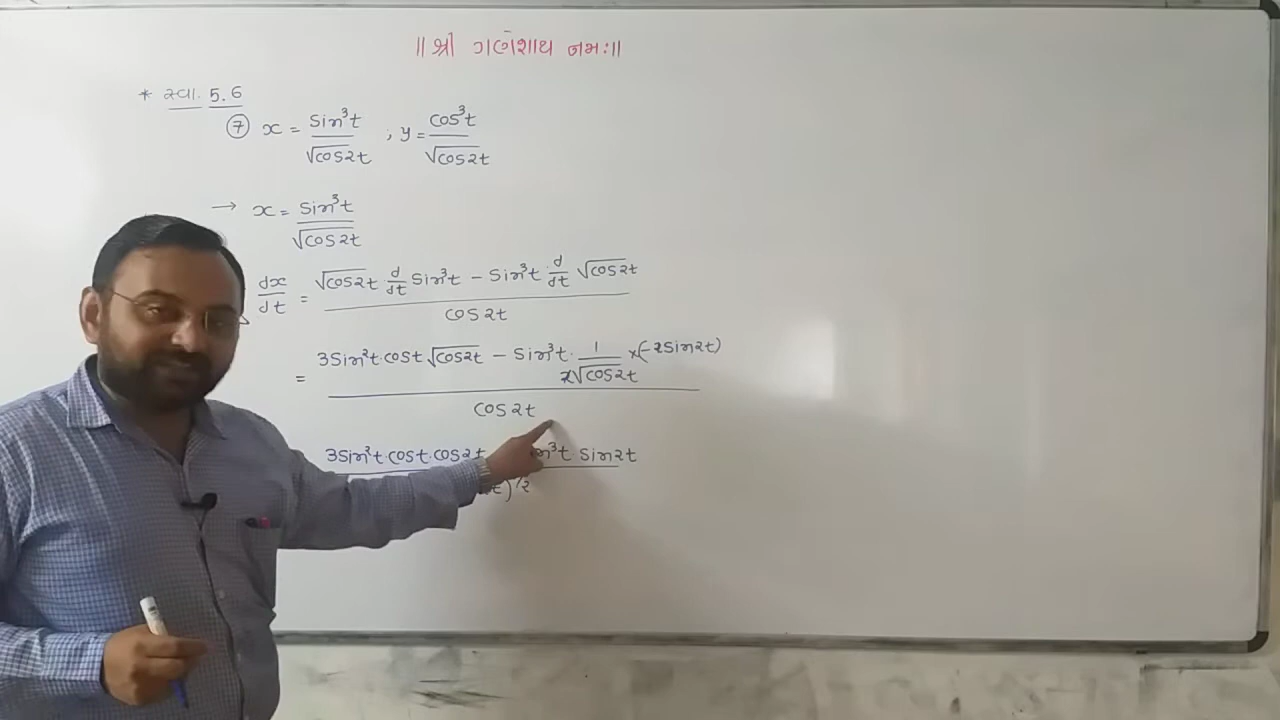 ॥ શ્રી ગણેશાય નમઃ॥
* સ્વા. 5.6
⑦ x = Sin³t / √cos2t ; y = cos³t / √cos2t
→ x = Sin³t / √cos2t
dx/dt = √cos2t d/dt Sin³t − Sin³t d/dt √cos2t / cos2t
= 3Sin²t·cost √cos2t − Sin³t · 1/2√cos2t ×(−2Sin2t) / cos2t
3Sin²t·cost·cos2t Sin2t